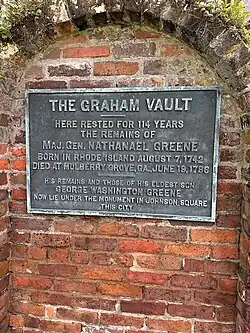 THE GRAHAM VAULT
HERE RESTED FOR 114 YEARS
THE REMAINS OF
MAJ. GEN. NATHANAEL GREENE
BORN IN RHODE ISLAND AUGUST 7, 1742
DIED AT MULBERRY GROVE, GA., JUNE 19, 1786
HIS REMAINS AND THOSE OF HIS ELDEST SON
GEORGE WASHINGTON GREENE
NOW LIE UNDER THE MONUMENT IN JOHNSON SQUARE
THIS CITY